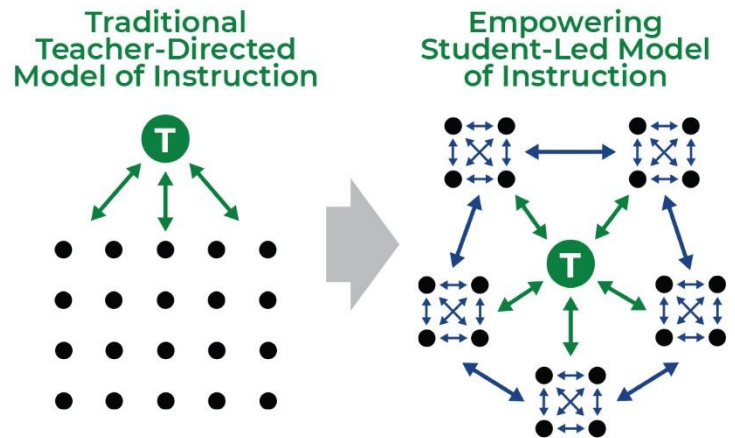 Traditional
Teacher-Directed
Model of Instruction
T
Empowering
Student-Led Model
of Instruction
T